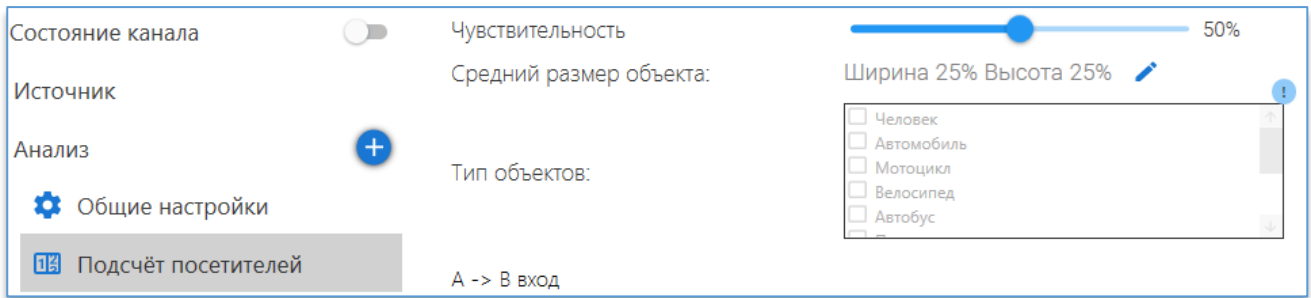 Состояние канала
Источник
Анализ
Общие настройки
Подсчёт посетителей
Чувствительность
50%
Средний размер объекта:
Ширина 25% Высота 25%
!
Тип объектов:
Человек
Автомобиль
Мотоцикл
Велосипед
Автобус
A -> B вход